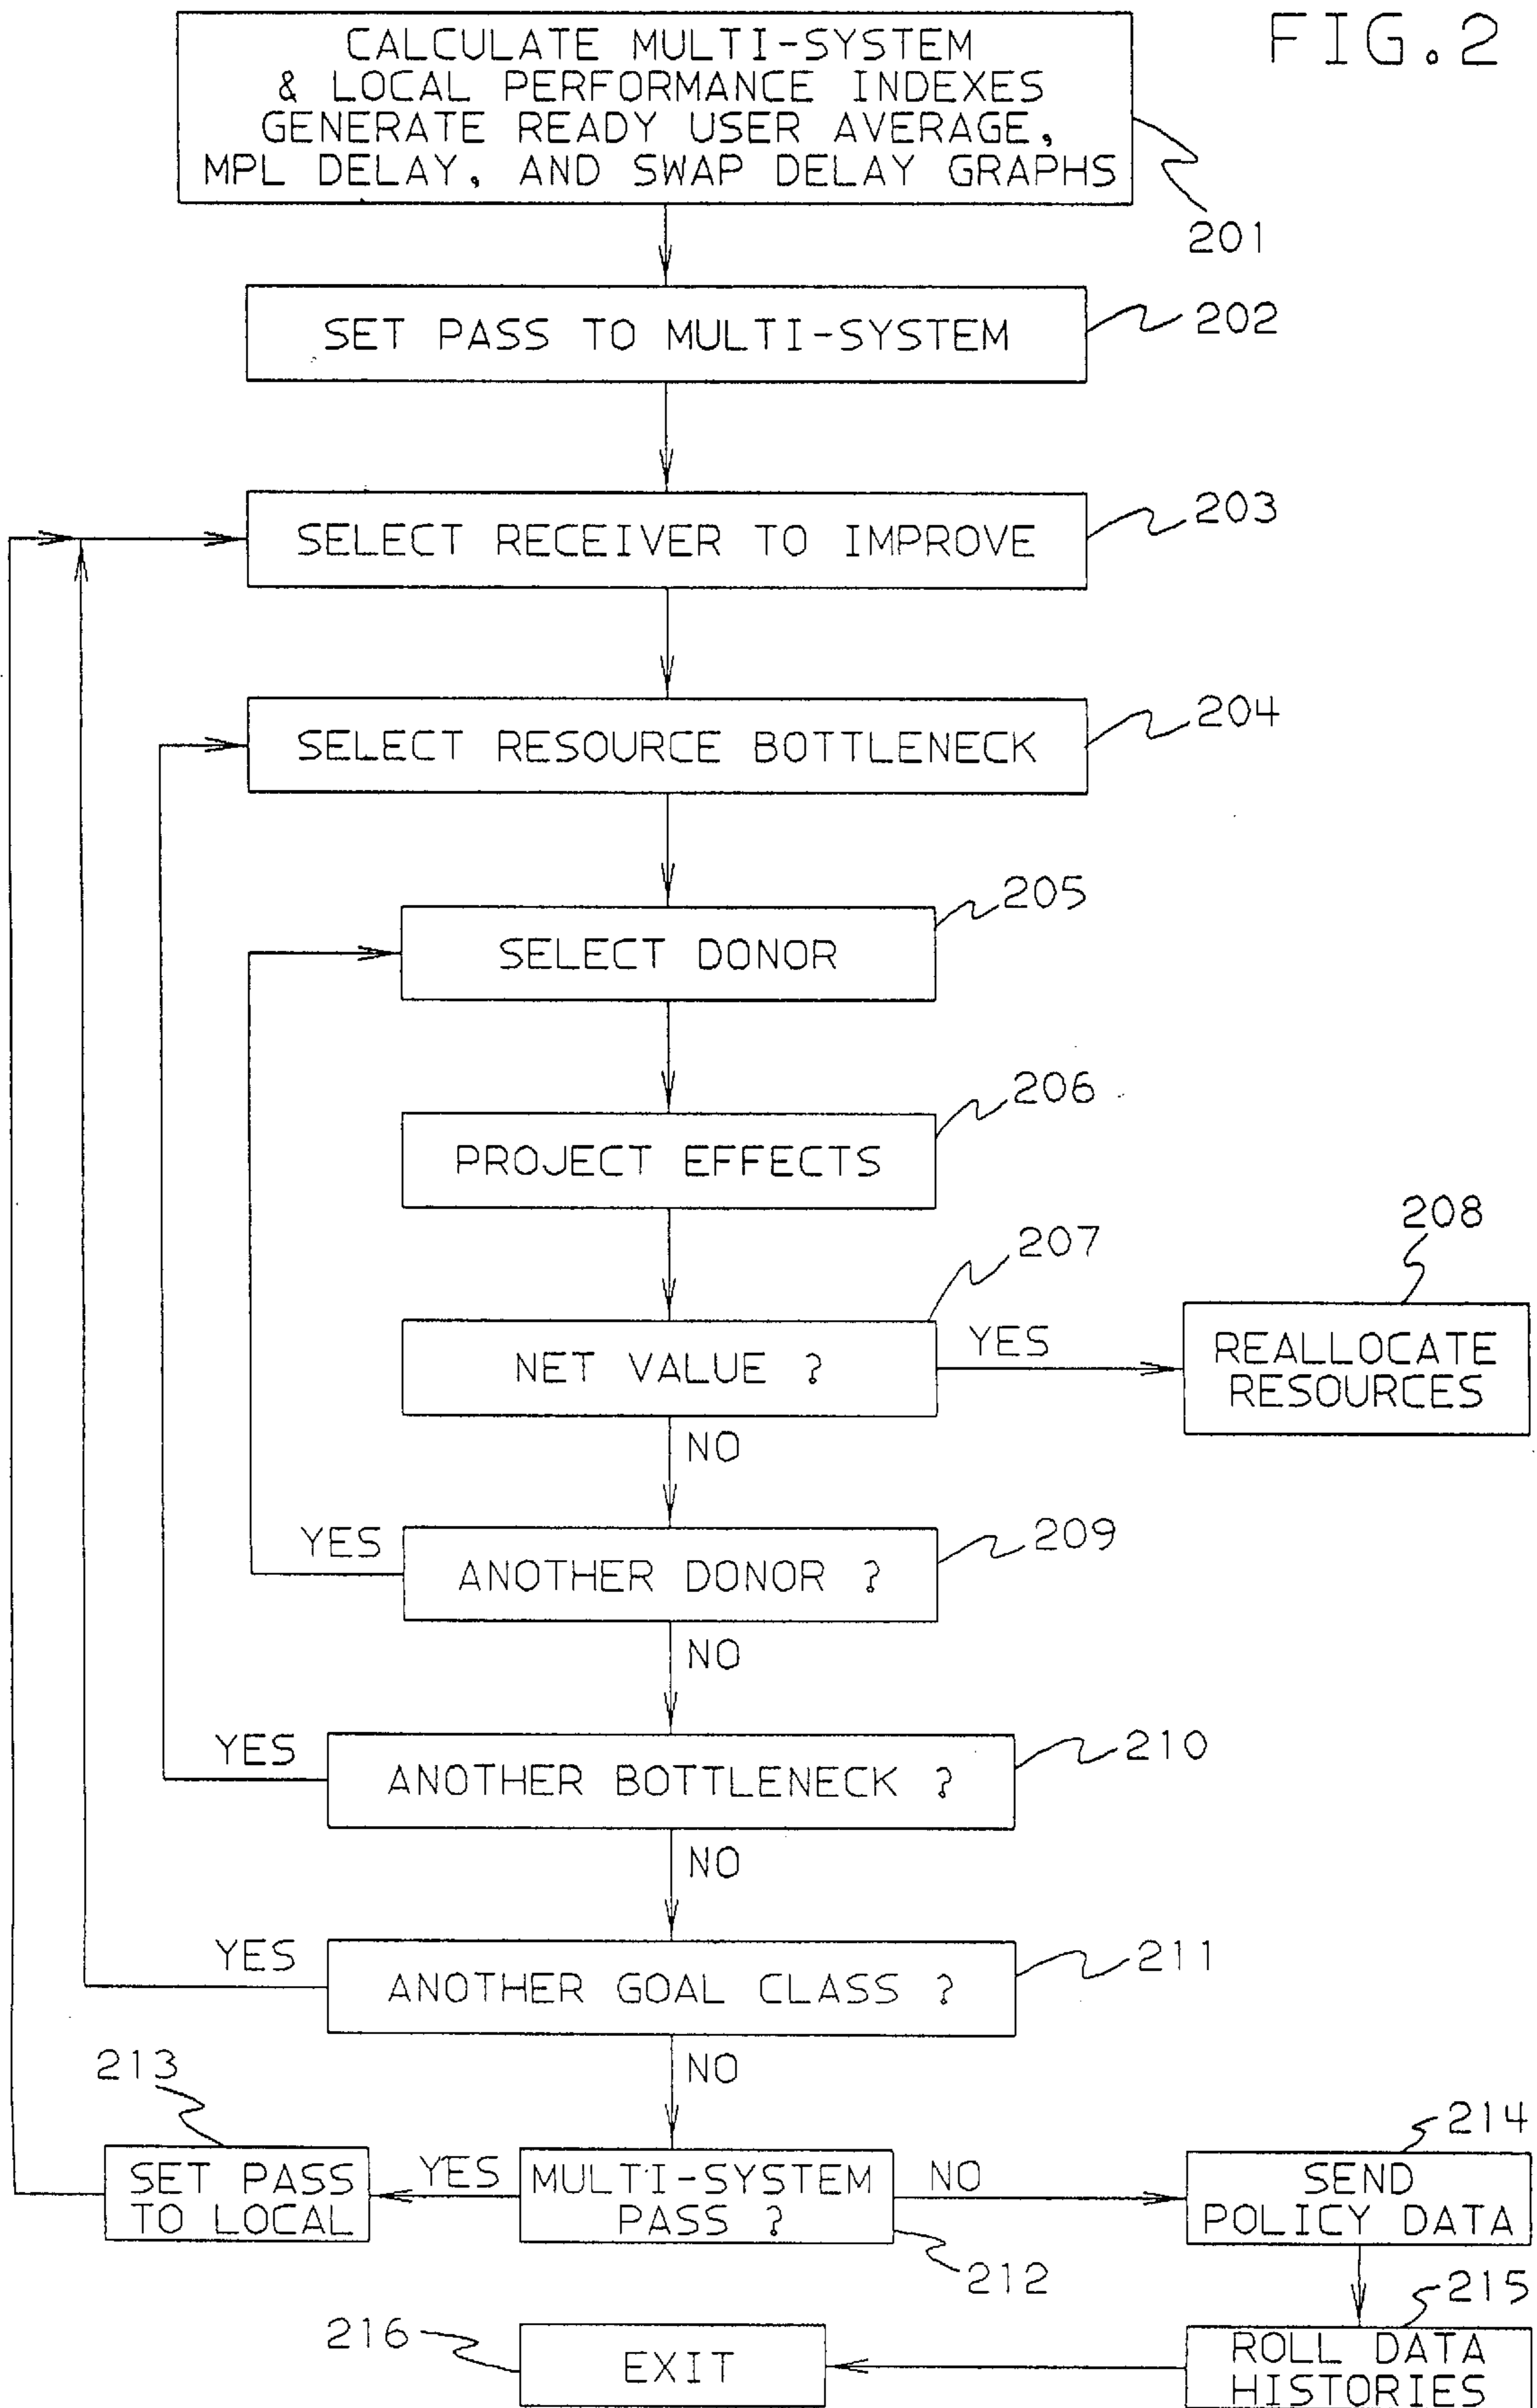 FIG.2
CALCULATE MULTI-SYSTEM
& LOCAL PERFORMANCE INDEXES
GENERATE READY USER AVERAGE,
MPL DELAY, AND SWAP DELAY GRAPHS
201
SET PASS TO MULTI-SYSTEM
202
SELECT RECEIVER TO IMPROVE
203
SELECT RESOURCE BOTTLENECK
204
205
SELECT DONOR
206
PROJECT EFFECTS
207
208
NET VALUE ?
YES
REALLOCATE
RESOURCES
NO
YES
ANOTHER DONOR ?
209
NO
YES
ANOTHER BOTTLENECK ?
210
NO
YES
ANOTHER GOAL CLASS ?
211
NO
213
214
SET PASS
TO LOCAL
YES
MULTI-SYSTEM
PASS ?
NO
SEND
POLICY DATA
212
215
216
EXIT
ROLL DATA
HISTORIES